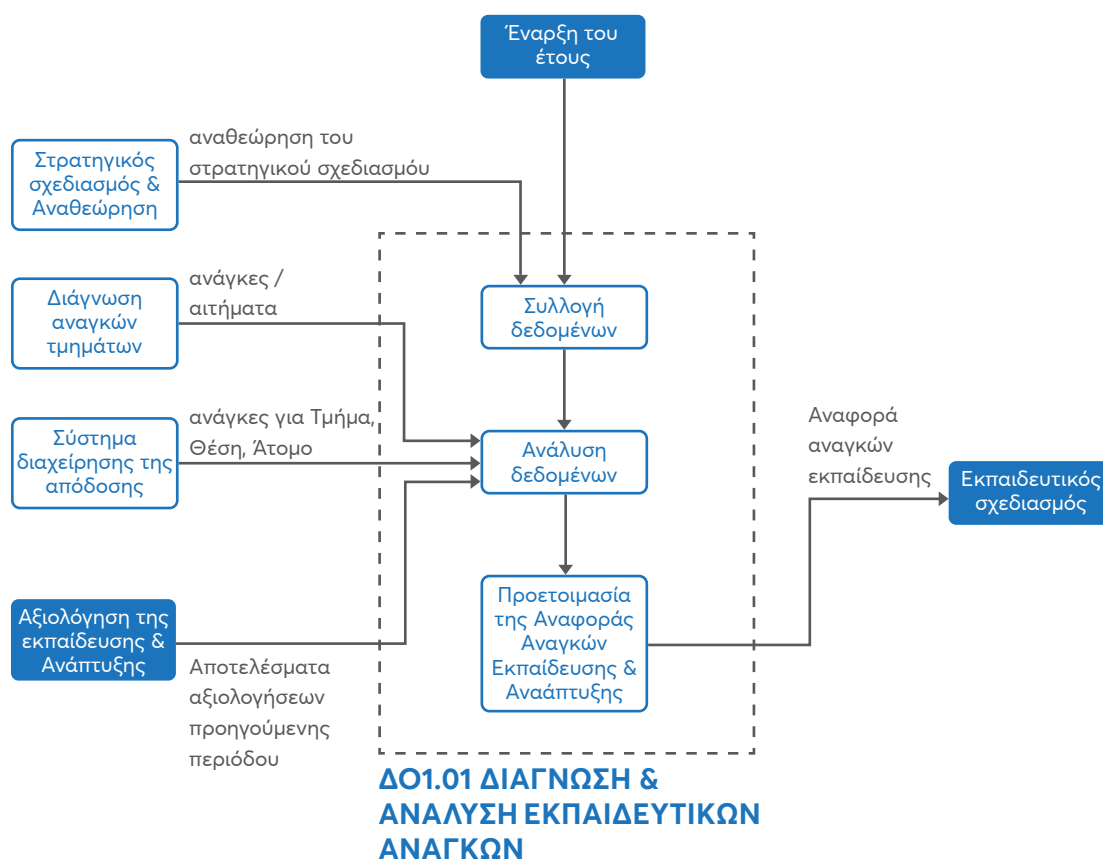 Έναρξη του
έτους
αναθεώρηση του
στρατηγικού σχεδιασμού
Στρατηγικός
σχεδιασμός &
Αναθεώρηση
ανάγκες /
αιτήματα
Διάγνωση
αναγκών
τμημάτων
Συλλογή
δεδομένων
ανάγκες για Τμήμα,
Θέση, Άτομο
Σύστημα
διαχείρησης της
απόδοσης
Ανάλυση
δεδομένων
Αναφορά
αναγκών
εκπαίδευσης
Εκπαιδευτικός
σχεδιασμός
Αξιολόγηση της
εκπαίδευσης &
Ανάπτυξης
Προετοιμασία
της Αναφοράς
Αναγκών
Εκπαίδευσης &
Αναάπτυξης
Αποτελέσματα
αξιολογήσεων
προηγούμενης
περιόδου
ΔΟ1.01 ΔΙΑΓΝΩΣΗ &
ΑΝΑΛΥΣΗ ΕΚΠΑΙΔΕΥΤΙΚΩΝ
ΑΝΑΓΚΩΝ